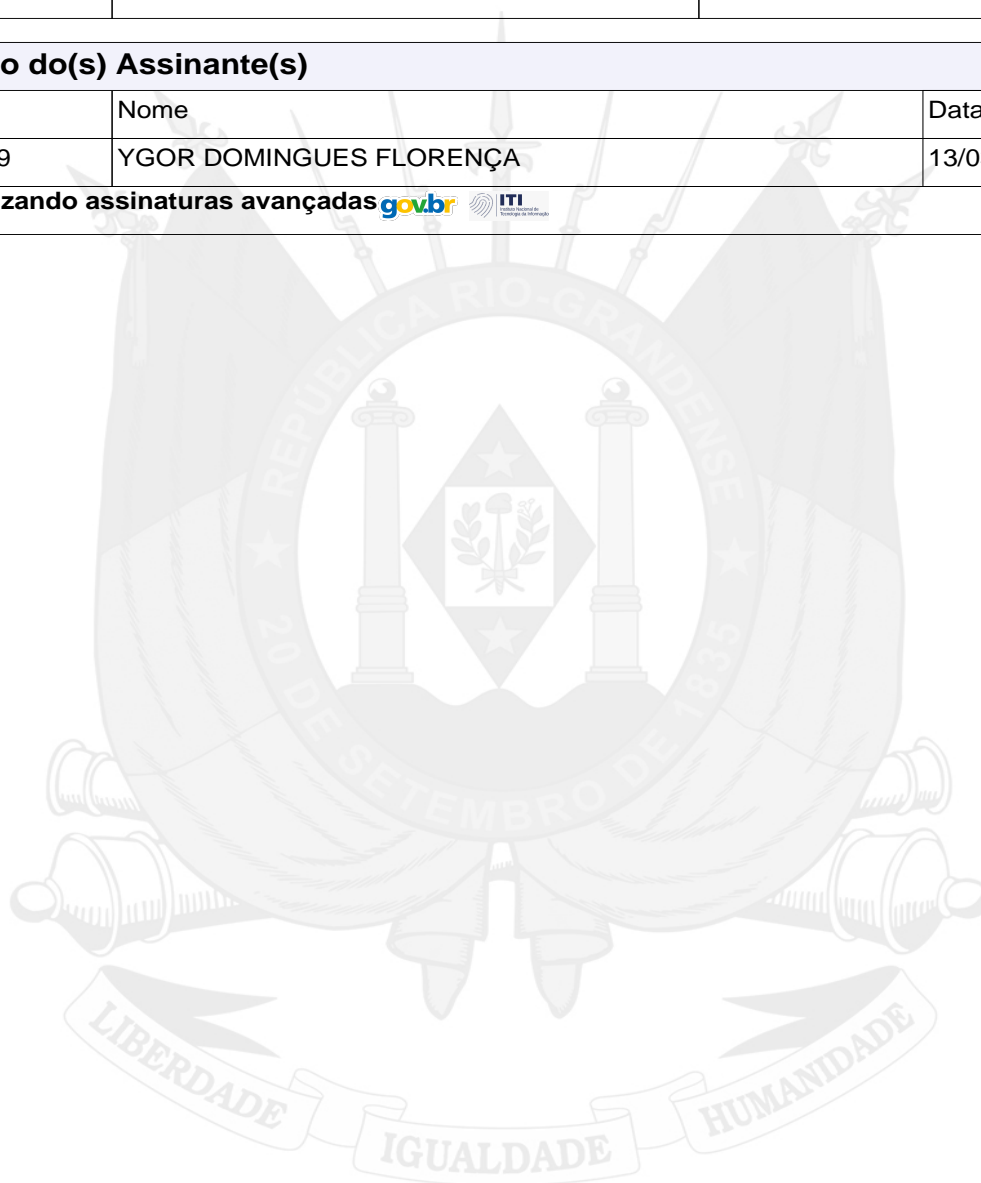 o do(s) Assinante(s)
Nome Data
9 YGOR DOMINGUES FLORENÇA 13/0
zando assinaturas avançadas gov.br ITI
REPÚBLICA RIO-GRANDENSE
20 DE SETEMBRO DE 1835
LIBERDADE IGUALDADE HUMANIDADE